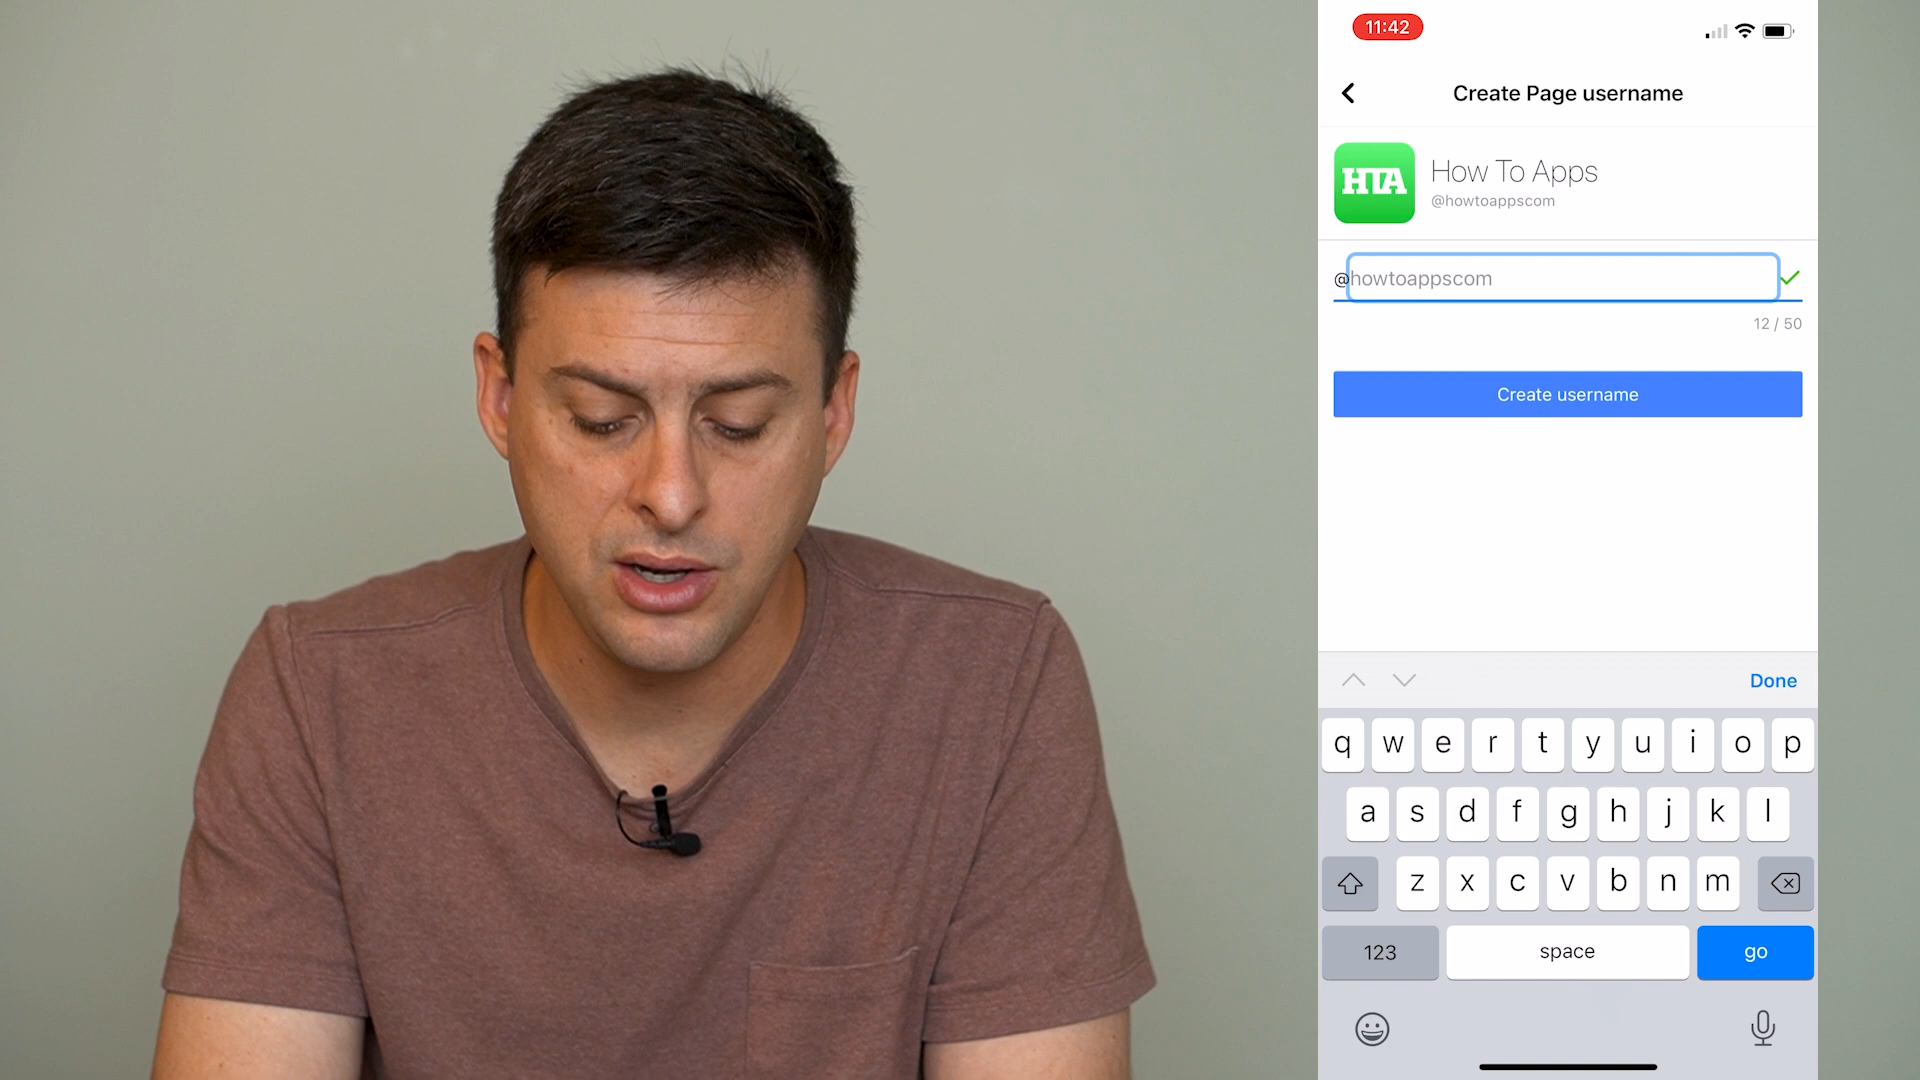 11:42
Create Page username
HTA
How To Apps
@howtoappscom
@howtoappscom
12 / 50
Create username
Done
q w e r t y u i o p
a s d f g h j k l
z x c v b n m
123 space go